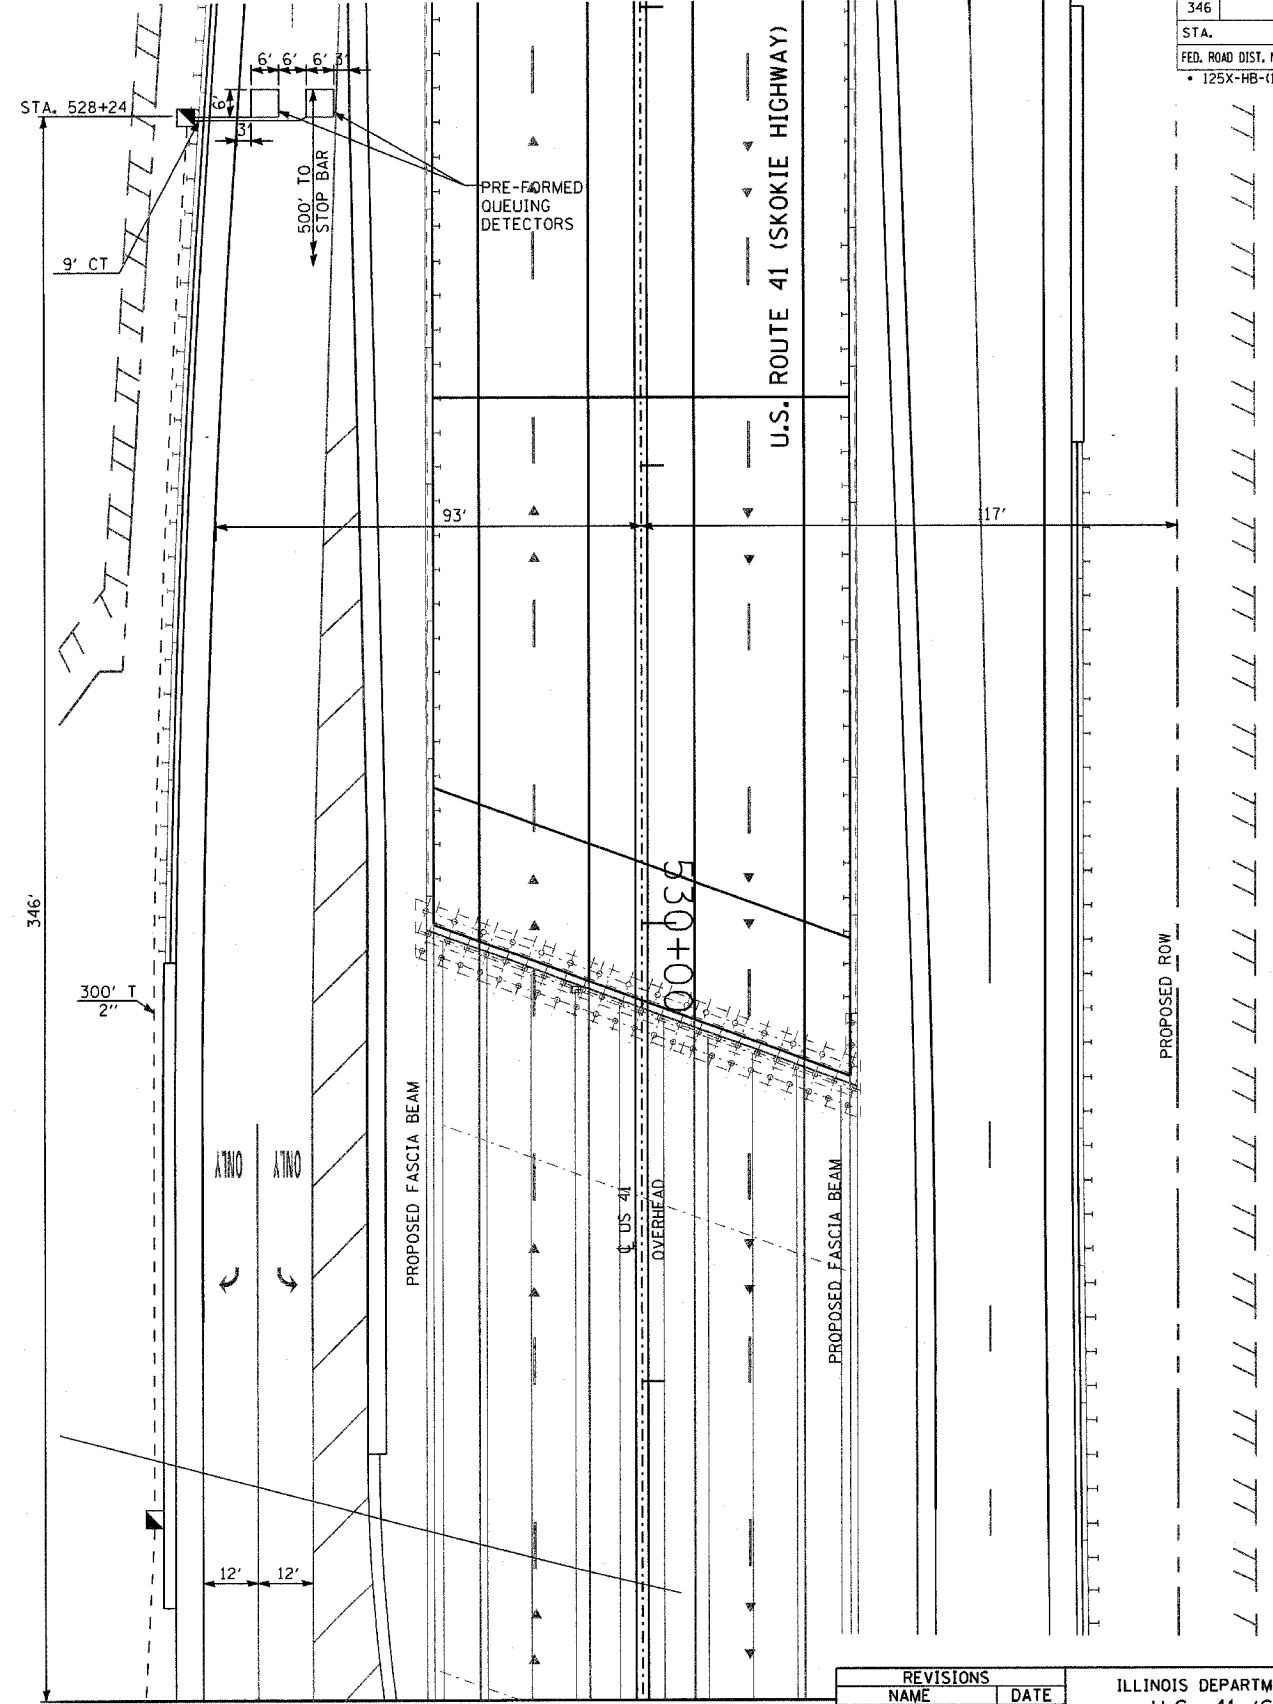 346
STA.
FED. ROAD DIST.
• 125X-HB-
6' 6' 6' 3'
6'
STA. 528+24
3'
500' TO
STOP BAR
PRE-FORMED
QUEUING
DETECTORS
9' CT
U.S. ROUTE 41 (SKOKIE HIGHWAY)
93'
17'
530+00
346'
300' T
2"
PROPOSED ROW
PROPOSED FASCIA BEAM
ONLY
ONLY
℄ US 41
OVERHEAD
PROPOSED FASCIA BEAM
12' 12'
REVISIONS
NAME DATE
ILLINOIS